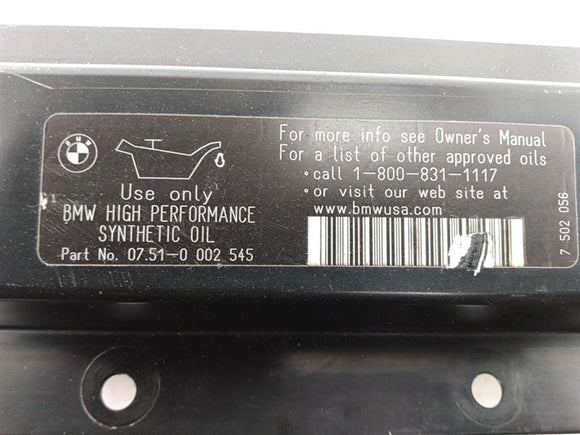 BMW
Use only
BMW HIGH PERFORMANCE
SYNTHETIC OIL
Part No. 07.51-0 002 545
For more info see Owner's Manual
For a list of other approved oils
•call 1-800-831-1117
•or visit our web site at
www.bmwusa.com
7 502 056